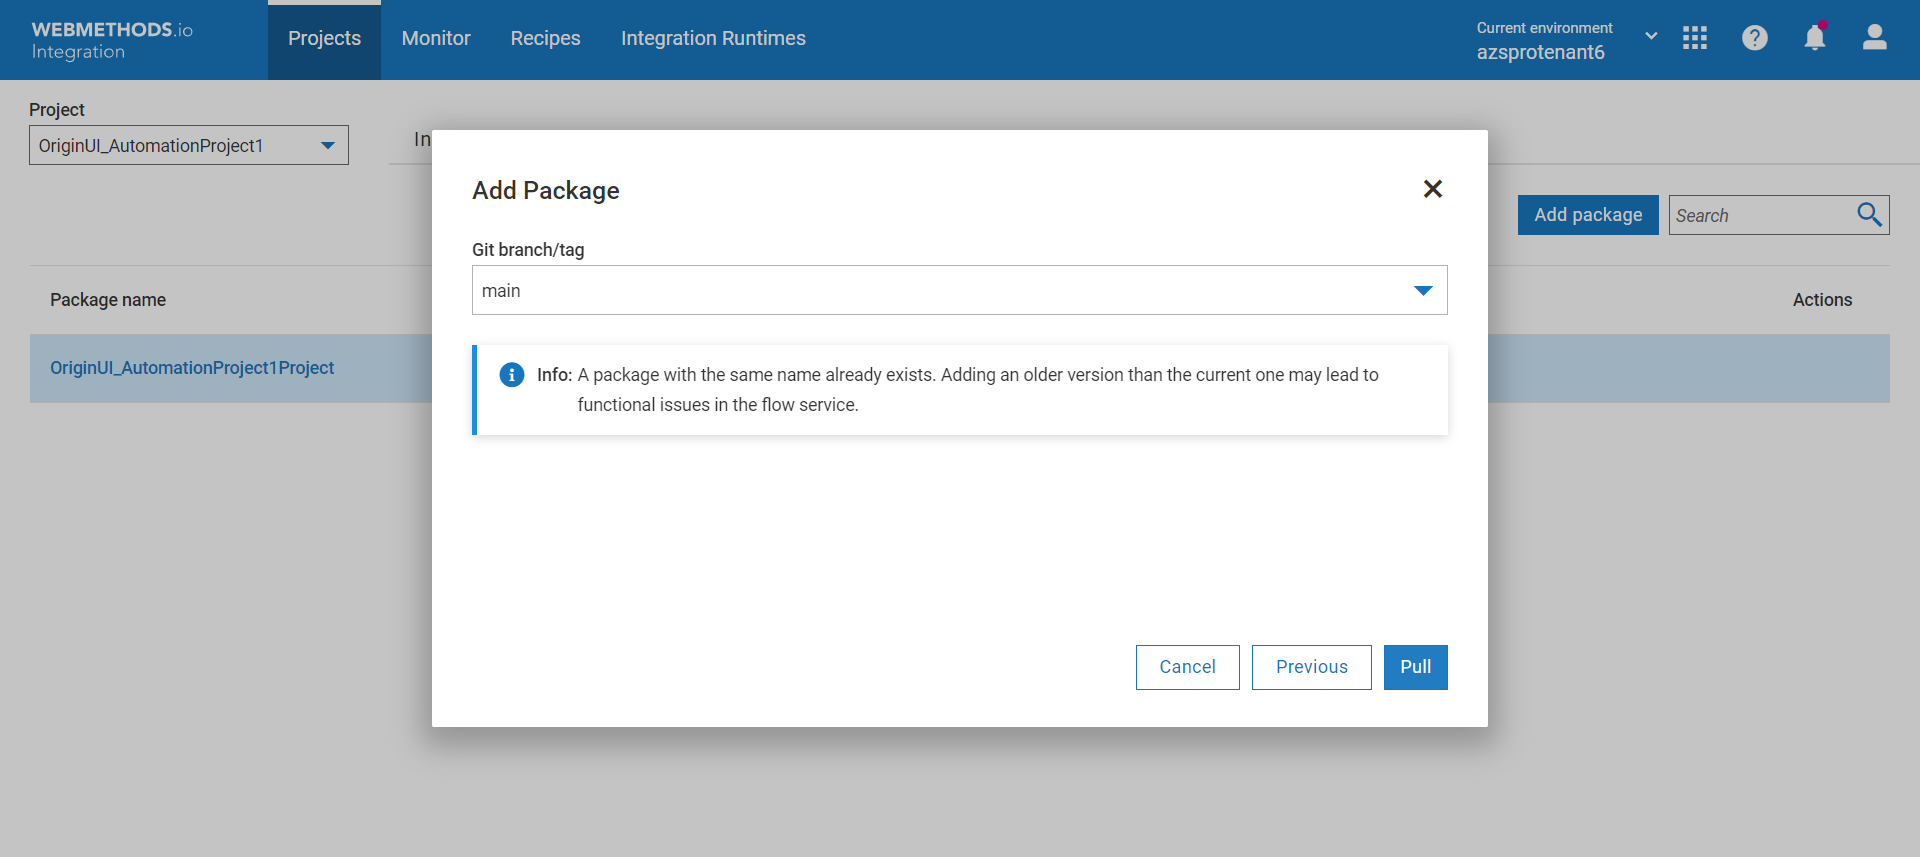 WEBMETHODS.io
Integration
Projects
Monitor
Recipes
Integration Runtimes
Current environment
azsprotenant6
Project
OriginUI_AutomationProject1
In
Add package
Search
Package name
Actions
OriginUI_AutomationProject1Project
Add Package
Git branch/tag
main
Info: A package with the same name already exists. Adding an older version than the current one may lead to
functional issues in the flow service.
Cancel
Previous
Pull